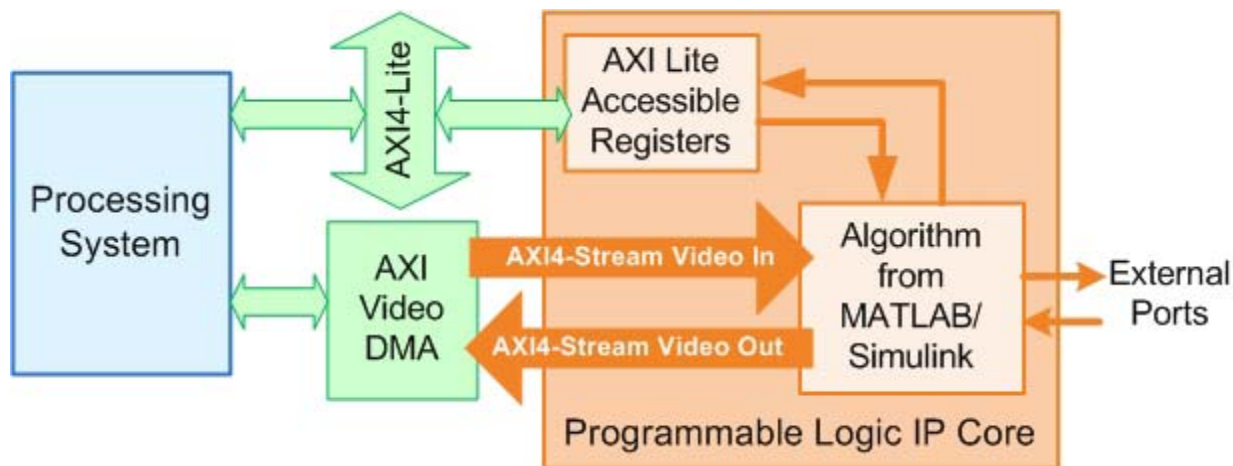 Processing
System
AXI4-Lite
AXI
Video
DMA
AXI Lite
Accessible
Registers
AXI4-Stream Video In
AXI4-Stream Video Out
Algorithm
from
MATLAB/
Simulink
External
Ports
Programmable Logic IP Core